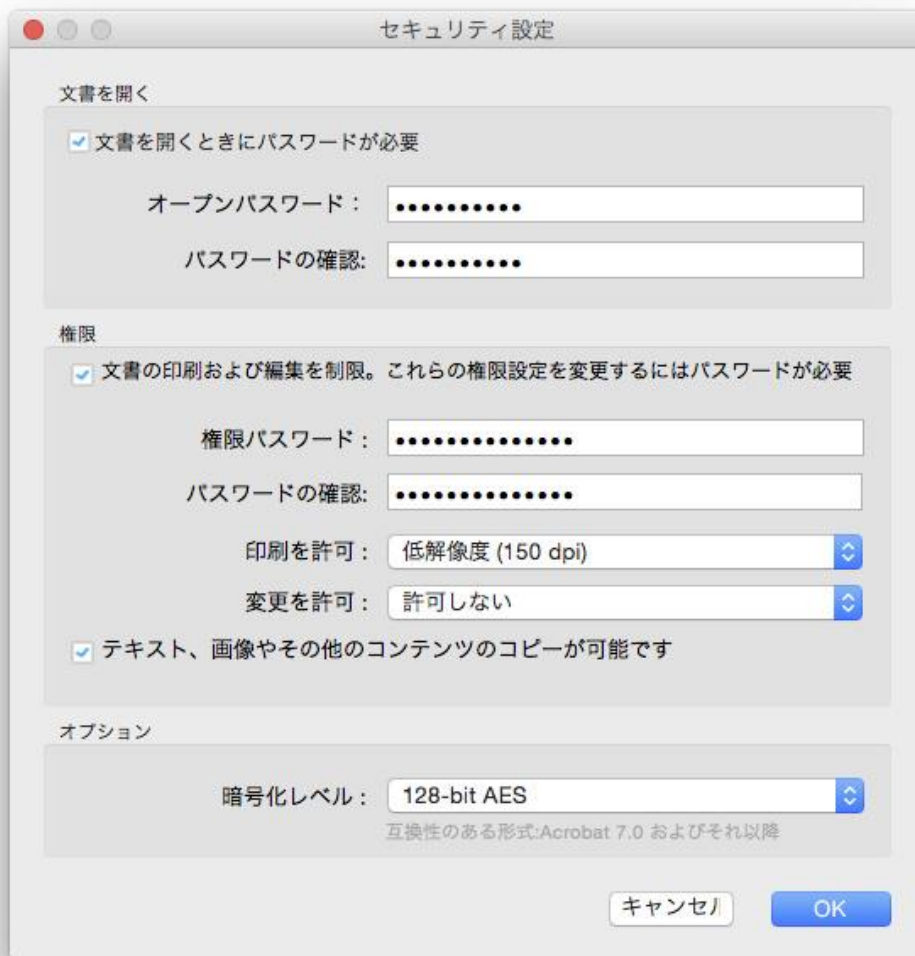 セキュリティ設定
文書を開く
文書を開くときにパスワードが必要
オープンパスワード：
••••••••••
パスワードの確認:
••••••••••
権限
文書の印刷および編集を制限。これらの権限設定を変更するにはパスワードが必要
権限パスワード：
••••••••••••••
パスワードの確認:
••••••••••••••
印刷を許可： 低解像度 (150 dpi)
変更を許可： 許可しない
テキスト、画像やその他のコンテンツのコピーが可能です
オプション
暗号化レベル： 128-bit AES
互換性のある形式:Acrobat 7.0 およびそれ以降
キャンセル OK